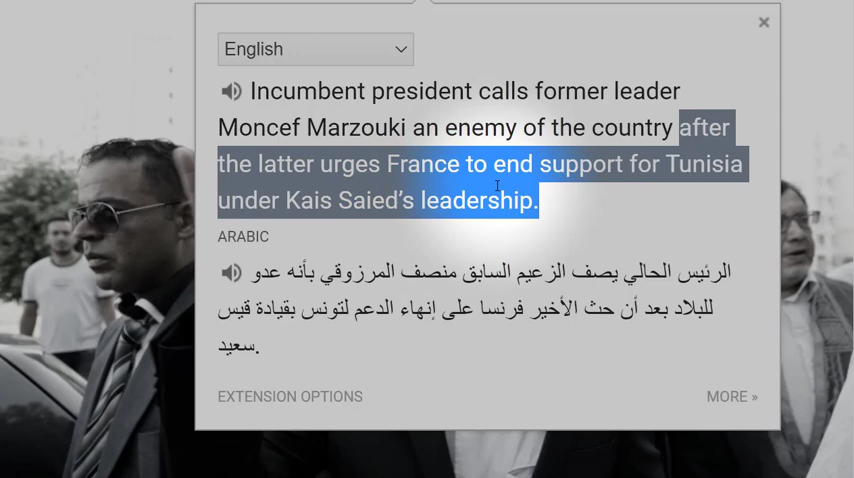 English
Incumbent president calls former leader
Moncef Marzouki an enemy of the country after
the latter urges France to end support for Tunisia
under Kais Saied’s leadership.
ARABIC
الرئيس الحالي يصف الزعيم السابق منصف المرزوقي بأنه عدو
للبلاد بعد أن حث الأخير فرنسا على إنهاء الدعم لتونس بقيادة قيس
سعيد.
EXTENSION OPTIONS
MORE »